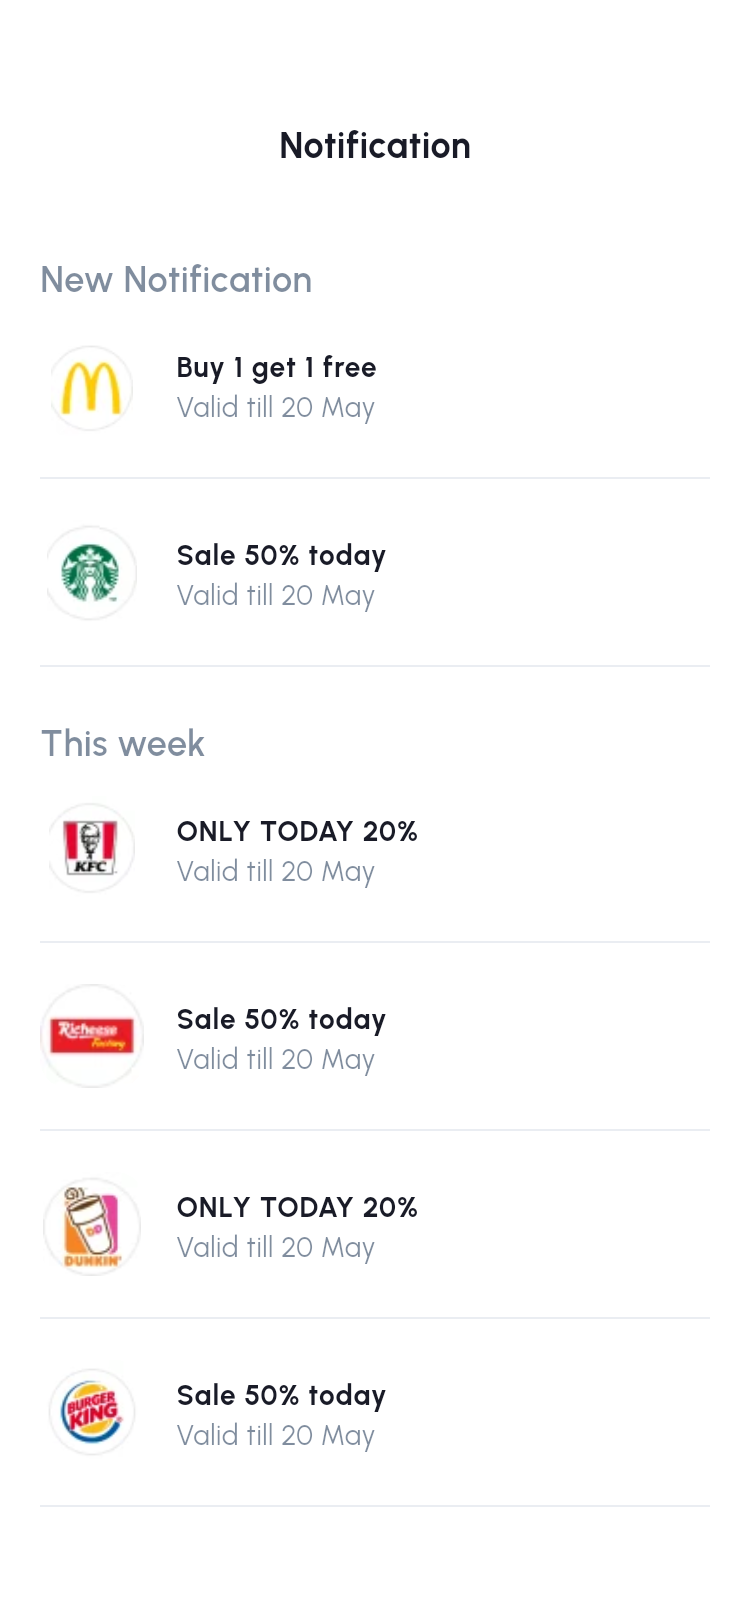 Notification
New Notification
Buy 1 get 1 free
Valid till 20 May
Sale 50% today
Valid till 20 May
This week
KFC
ONLY TODAY 20%
Valid till 20 May
Richeese
Factory
Sale 50% today
Valid till 20 May
DUNKIN'
ONLY TODAY 20%
Valid till 20 May
BURGER
KING
Sale 50% today
Valid till 20 May